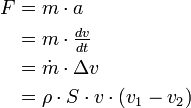 F = m · a
= m · dv/dt
= ṁ · Δv
= ρ · S · v · (v₁ − v₂)